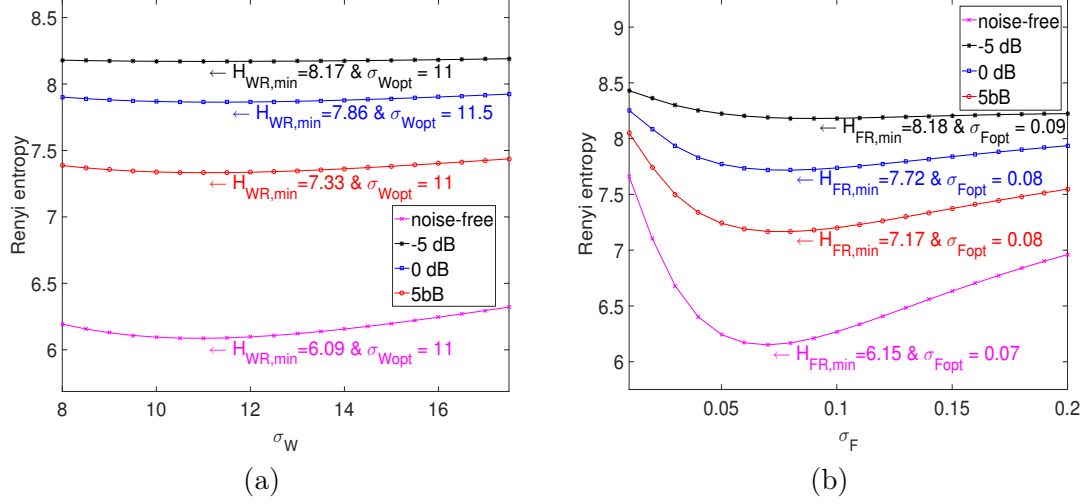 8.5
8
7.5
7
6.5
6
Renyi entropy
← H_WR,min=8.17 & σ_Wopt = 11
← H_WR,min=7.86 & σ_Wopt = 11.5
← H_WR,min=7.33 & σ_Wopt = 11
noise-free
-5 dB
0 dB
5bB
← H_WR,min=6.09 & σ_Wopt = 11
8 10 12 14 16
σ_W
(a)
9
8.5
8
7.5
7
6.5
6
Renyi entropy
noise-free
-5 dB
0 dB
5bB
← H_FR,min=8.18 & σ_Fopt = 0.09
← H_FR,min=7.72 & σ_Fopt = 0.08
← H_FR,min=7.17 & σ_Fopt = 0.08
← H_FR,min=6.15 & σ_Fopt = 0.07
0.05 0.1 0.15 0.2
σ_F
(b)